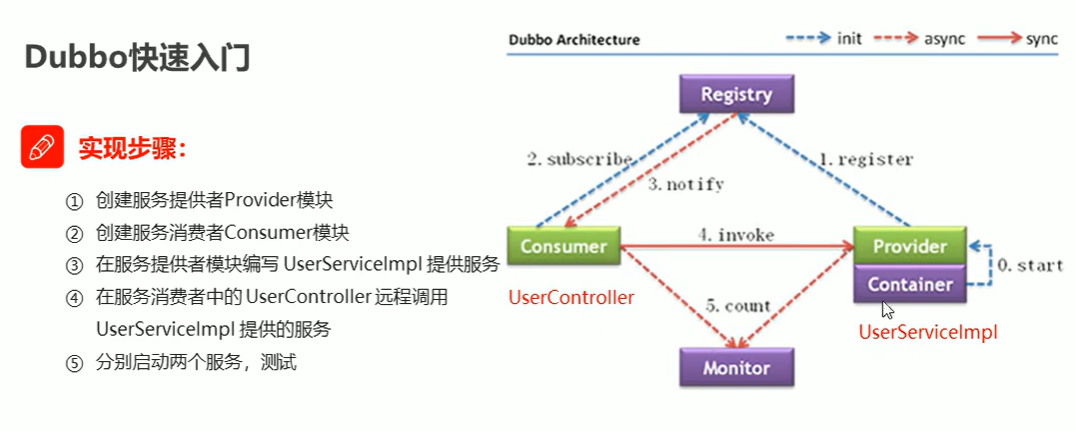 Dubbo快速入门
实现步骤：
① 创建服务提供者Provider模块
② 创建服务消费者Consumer模块
③ 在服务提供者模块编写 UserServiceImpl 提供服务
④ 在服务消费者中的 UserController 远程调用
UserServiceImpl 提供的服务
⑤ 分别启动两个服务，测试
Dubbo Architecture
init
async
sync
Registry
2. subscribe
1. register
3. notify
Consumer
4. invoke
Provider
Container
0. start
UserController
5. count
UserServiceImpl
Monitor